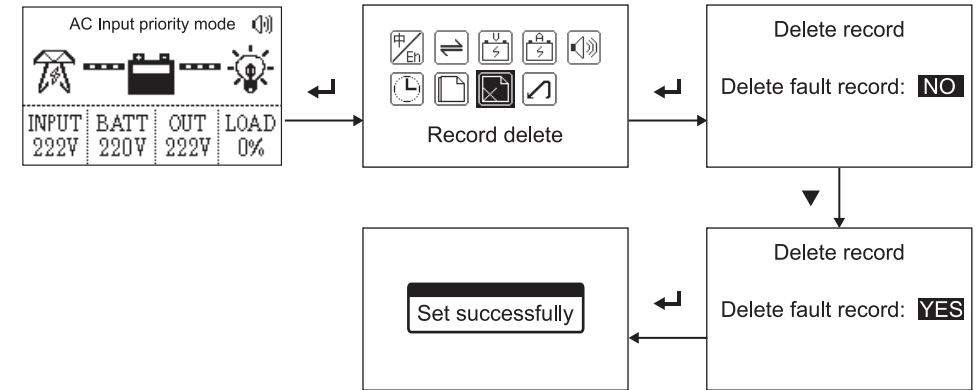 AC Input priority mode
INPUT BATT OUT LOAD
222V 220V 222V 0%
中/En
U
A
Record delete
Delete record
Delete fault record: NO
Delete record
Delete fault record: YES
Set successfully